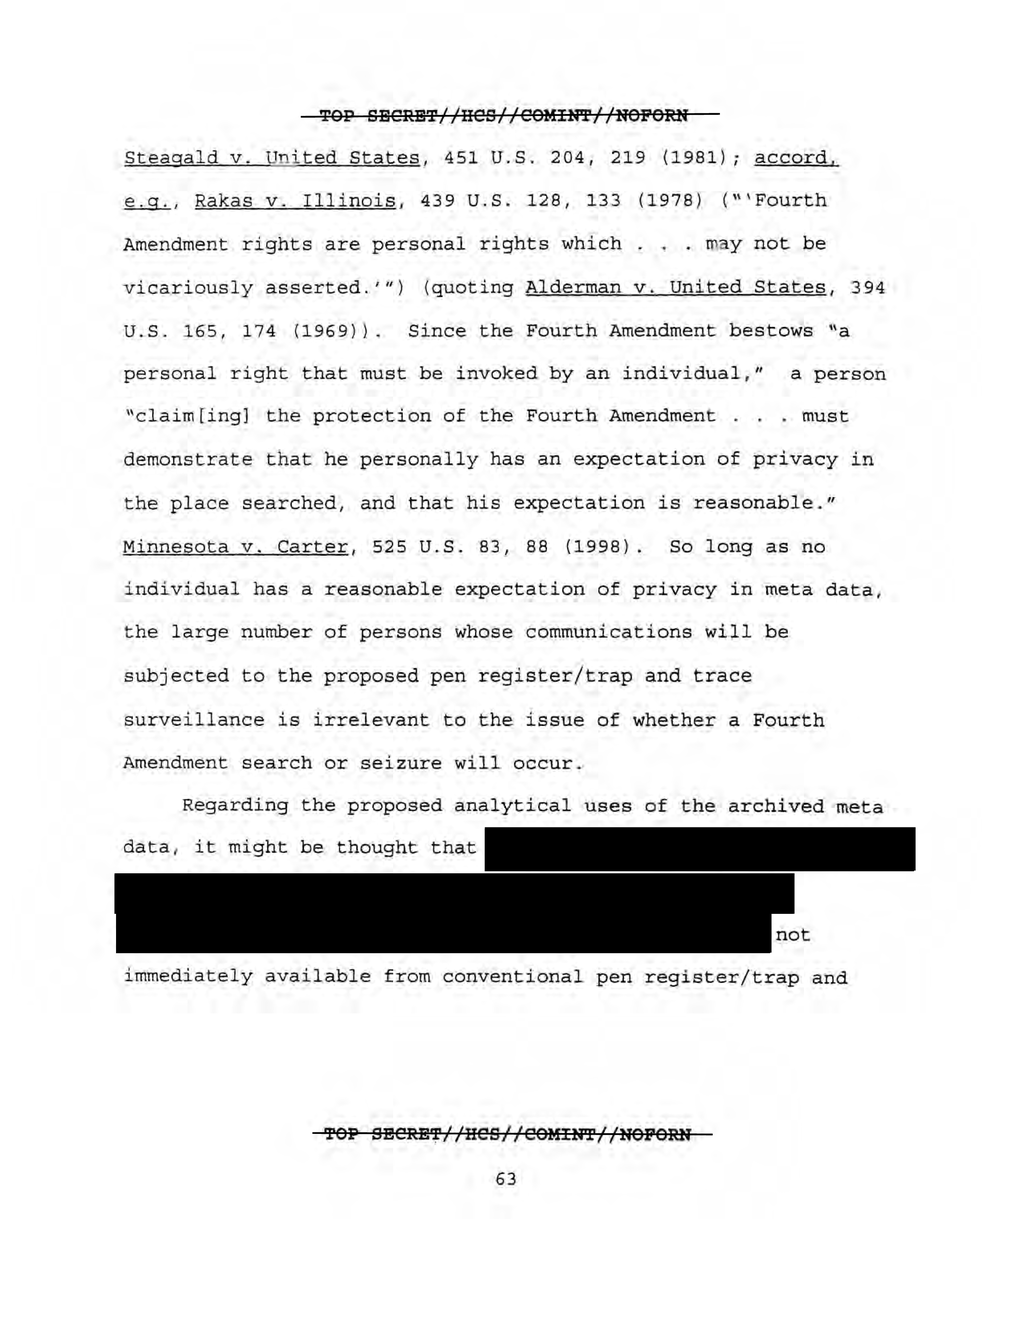 TOP SECRET//HCS//COMINT//NOFORN
Steagald v. United States, 451 U.S. 204, 219 (1981); accord,
e.g., Rakas v. Illinois, 439 U.S. 128, 133 (1978) ("'Fourth
Amendment rights are personal rights which . . . may not be
vicariously asserted.'") (quoting Alderman v. United States, 394
U.S. 165, 174 (1969)). Since the Fourth Amendment bestows "a
personal right that must be invoked by an individual," a person
"claim[ing] the protection of the Fourth Amendment . . . must
demonstrate that he personally has an expectation of privacy in
the place searched, and that his expectation is reasonable."
Minnesota v. Carter, 525 U.S. 83, 88 (1998). So long as no
individual has a reasonable expectation of privacy in meta data,
the large number of persons whose communications will be
subjected to the proposed pen register/trap and trace
surveillance is irrelevant to the issue of whether a Fourth
Amendment search or seizure will occur.
Regarding the proposed analytical uses of the archived meta
data, it might be thought that
not
immediately available from conventional pen register/trap and
TOP SECRET//HCS//COMINT//NOFORN
63